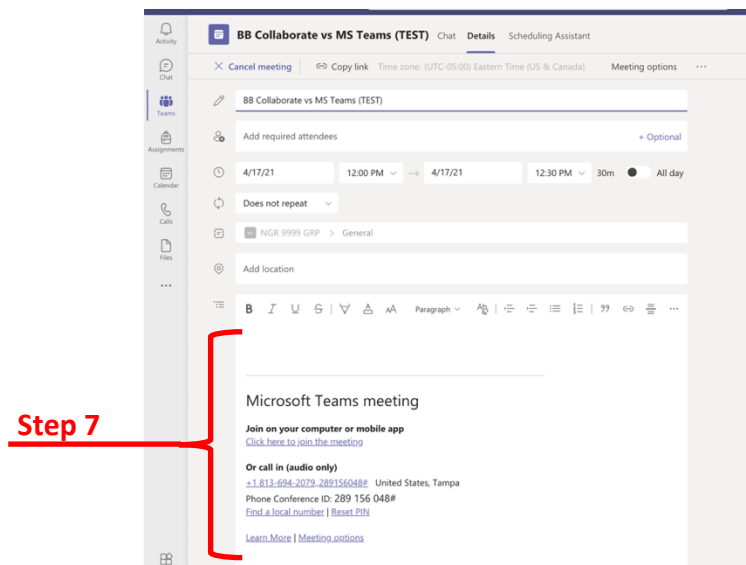 Activity
Chat
Teams
Assignments
Calendar
Calls
Files
BB Collaborate vs MS Teams (TEST) Chat Details Scheduling Assistant
Cancel meeting Copy link Time zone: (UTC-05:00) Eastern Time (US & Canada) Meeting options ...
BB Collaborate vs MS Teams (TEST)
Add required attendees + Optional
4/17/21 12:00 PM → 4/17/21 12:30 PM 30m All day
Does not repeat
NGR 9999 GRP > General
Add location
B I U S A AA Paragraph
Microsoft Teams meeting
Join on your computer or mobile app
Click here to join the meeting
Or call in (audio only)
+1 813-694-2079,,289156048# United States, Tampa
Phone Conference ID: 289 156 048#
Find a local number | Reset PIN
Learn More | Meeting options
Step 7